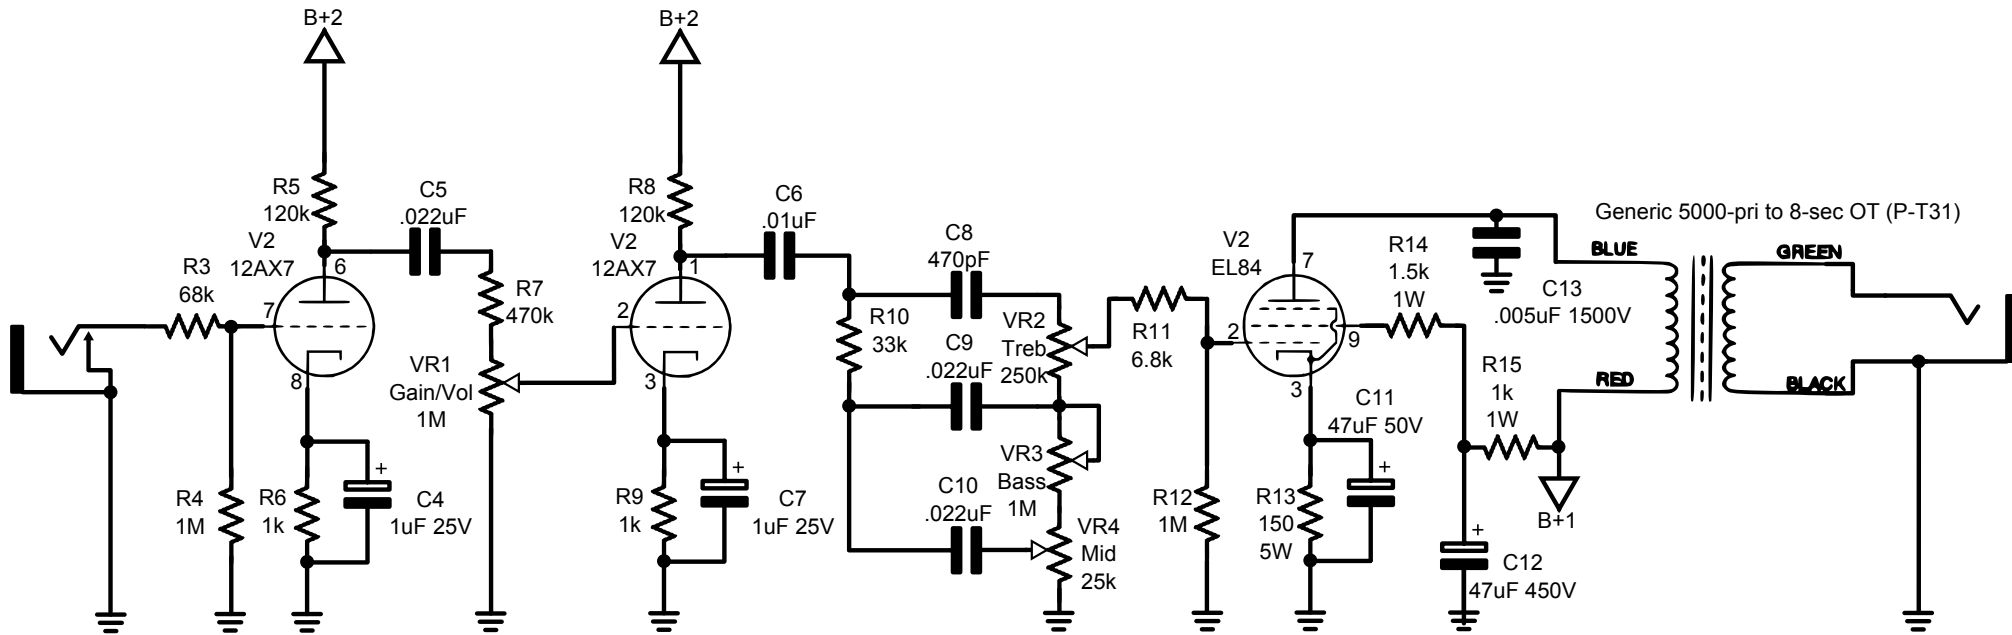 B+2
B+2
R5
120k
C5
.022uF
V2
12AX7
6
R3
68k
7
8
R7
470k
VR1
Gain/Vol
1M
R4
1M
R6
1k
+
C4
1uF 25V
R8
120k
C6
.01uF
V2
12AX7
1
2
3
R9
1k
+
C7
1uF 25V
C8
470pF
R10
33k
C9
.022uF
C10
.022uF
VR2
Treb
250k
VR3
Bass
1M
VR4
Mid
25k
R11
6.8k
R12
1M
V2
EL84
7
2
9
3
R13
150
5W
+
C11
47uF 50V
R14
1.5k
1W
R15
1k
1W
B+1
+
C12
47uF 450V
C13
.005uF 1500V
Generic 5000-pri to 8-sec OT (P-T31)
BLUE
RED
GREEN
BLACK